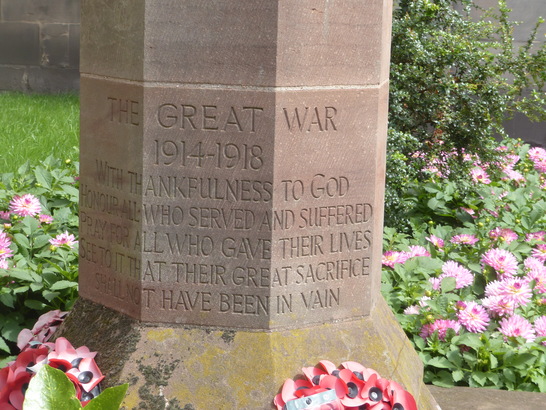 THE GREAT WAR
1914-1918
WITH THANKFULNESS TO GOD
HONOUR ALL WHO SERVED AND SUFFERED
PRAY FOR ALL WHO GAVE THEIR LIVES
SEE TO IT THAT THEIR GREAT SACRIFICE
SHALL NOT HAVE BEEN IN VAIN